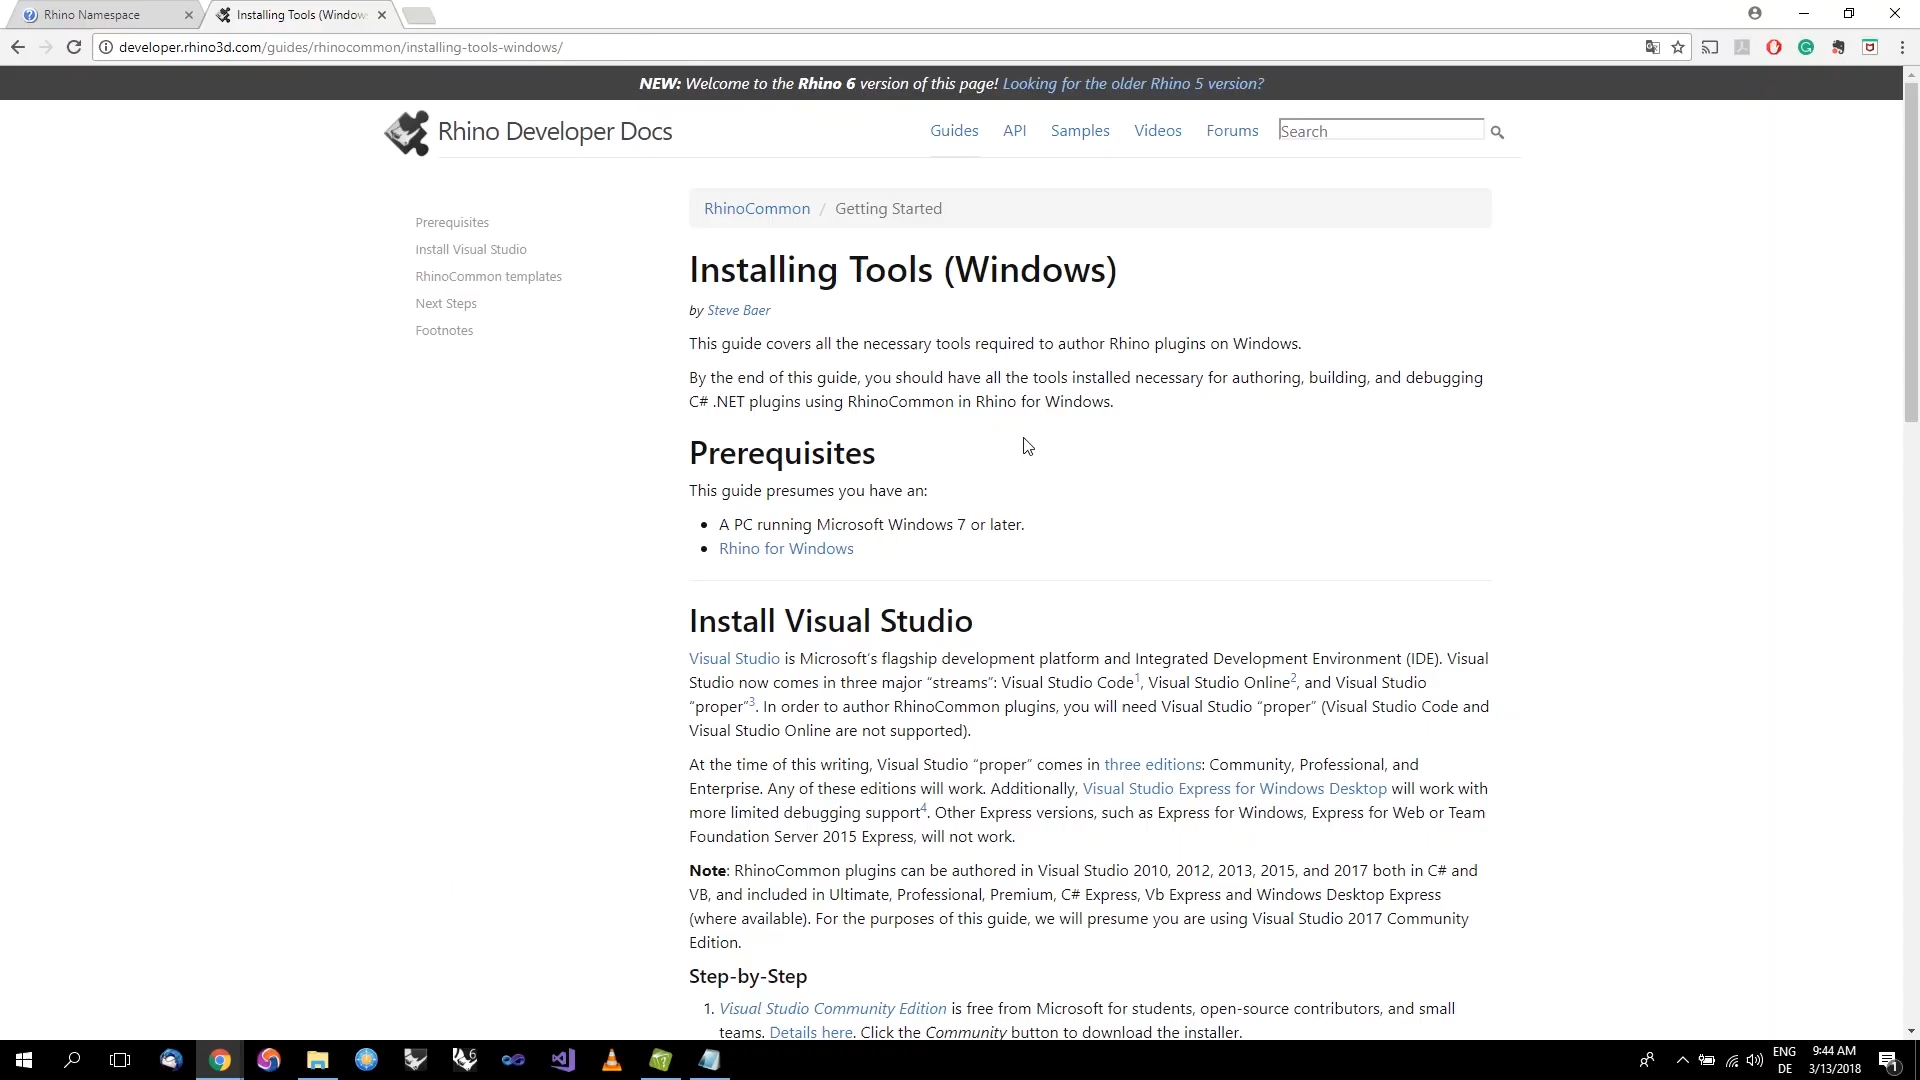 Rhino Namespace
Installing Tools (Windows
developer.rhino3d.com/guides/rhinocommon/installing-tools-windows/
NEW: Welcome to the Rhino 6 version of this page! Looking for the older Rhino 5 version?
Rhino Developer Docs
Guides API Samples Videos Forums Search
RhinoCommon / Getting Started
Prerequisites
Install Visual Studio
RhinoCommon templates
Next Steps
Footnotes
Installing Tools (Windows)
by Steve Baer
This guide covers all the necessary tools required to author Rhino plugins on Windows.
By the end of this guide, you should have all the tools installed necessary for authoring, building, and debugging
C# .NET plugins using RhinoCommon in Rhino for Windows.
Prerequisites
This guide presumes you have an:
• A PC running Microsoft Windows 7 or later.
• Rhino for Windows
Install Visual Studio
Visual Studio is Microsoft's flagship development platform and Integrated Development Environment (IDE). Visual
Studio now comes in three major “streams”: Visual Studio Code1, Visual Studio Online2, and Visual Studio
“proper”3. In order to author RhinoCommon plugins, you will need Visual Studio “proper” (Visual Studio Code and
Visual Studio Online are not supported).
At the time of this writing, Visual Studio “proper” comes in three editions: Community, Professional, and
Enterprise. Any of these editions will work. Additionally, Visual Studio Express for Windows Desktop will work with
more limited debugging support4. Other Express versions, such as Express for Windows, Express for Web or Team
Foundation Server 2015 Express, will not work.
Note: RhinoCommon plugins can be authored in Visual Studio 2010, 2012, 2013, 2015, and 2017 both in C# and
VB, and included in Ultimate, Professional, Premium, C# Express, Vb Express and Windows Desktop Express
(where available). For the purposes of this guide, we will presume you are using Visual Studio 2017 Community
Edition.
Step-by-Step
1. Visual Studio Community Edition is free from Microsoft for students, open-source contributors, and small
teams. Details here. Click the Community button to download the installer.
ENG 9:44 AM
DE 3/13/2018